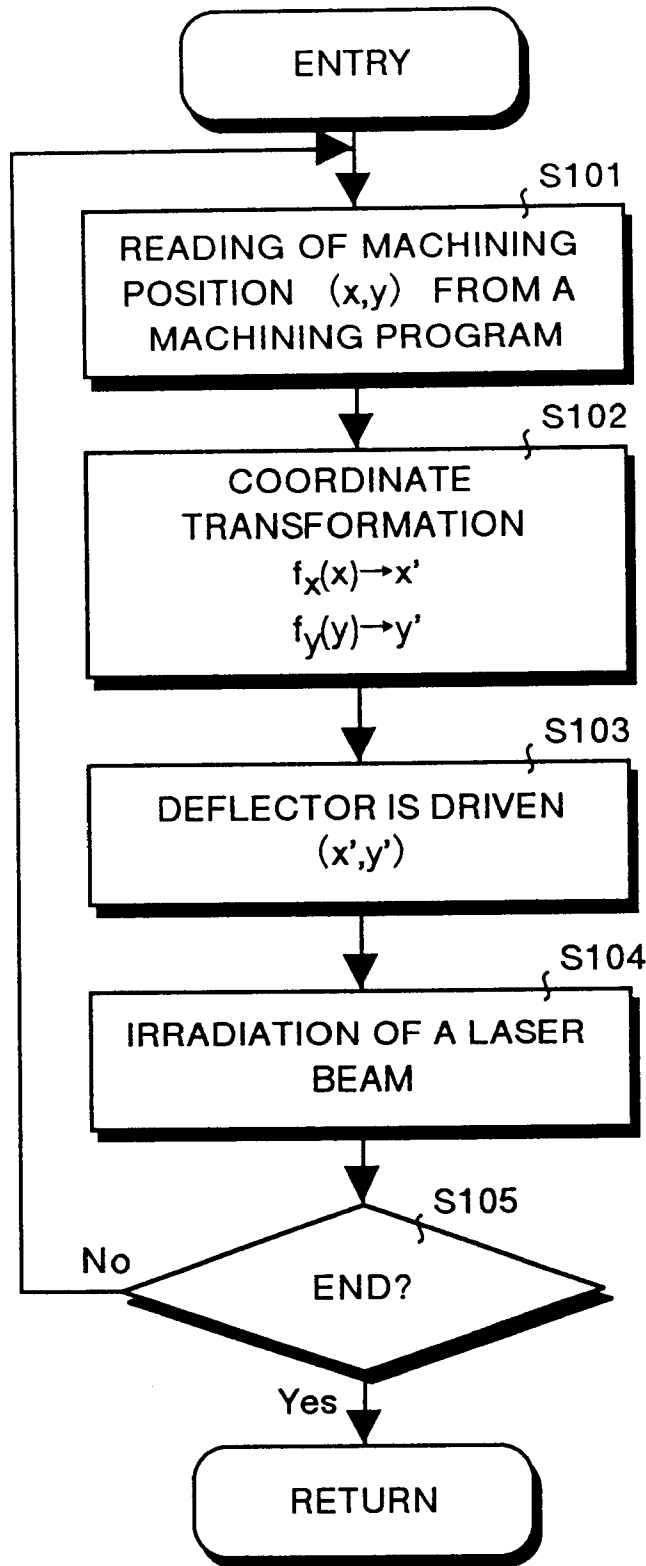 ENTRY
S101
READING OF MACHINING
POSITION (x,y) FROM A
MACHINING PROGRAM
S102
COORDINATE
TRANSFORMATION
fx(x)→x'
fy(y)→y'
S103
DEFLECTOR IS DRIVEN
(x',y')
S104
IRRADIATION OF A LASER
BEAM
S105
No
END?
Yes
RETURN